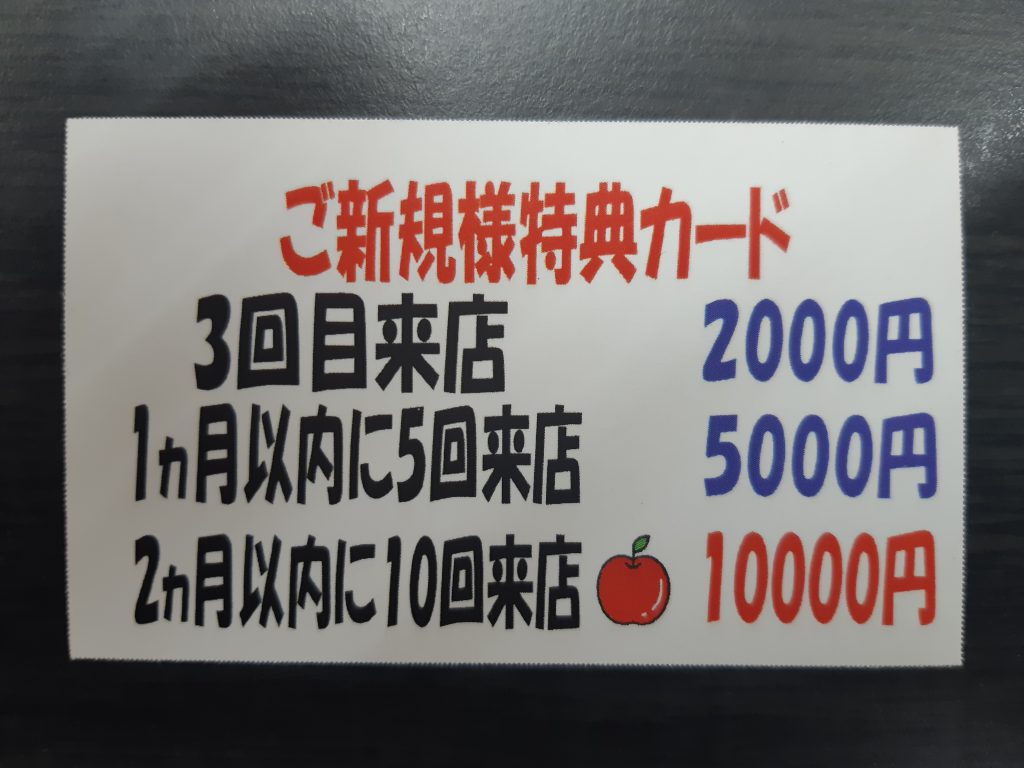 ご新規様特典カード
3回目来店 2000円
1ヵ月以内に5回来店 5000円
2ヵ月以内に10回来店 10000円